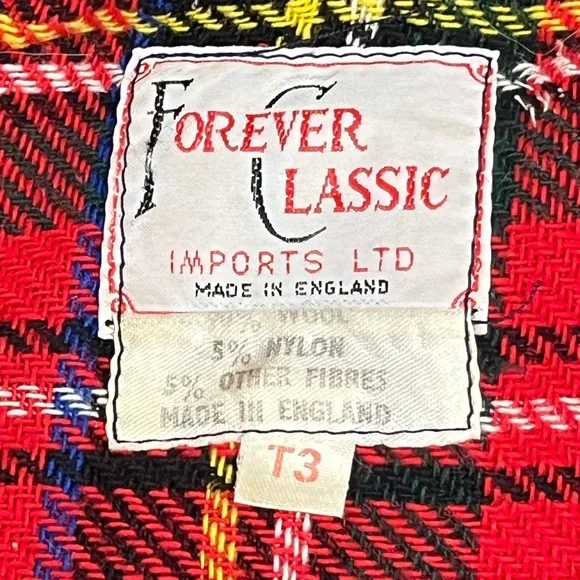 FOREVER
CLASSIC
IMPORTS LTD
MADE IN ENGLAND
% WOOL
5% NYLON
5% OTHER FIBRES
MADE IN ENGLAND
T3